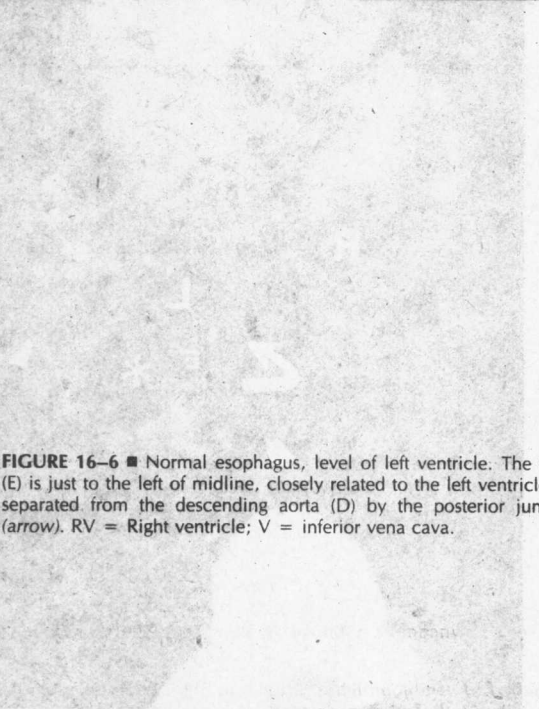 FIGURE 16–6 ■ Normal esophagus, level of left ventricle. The
(E) is just to the left of midline, closely related to the left ventricl
separated from the descending aorta (D) by the posterior jun
(arrow). RV = Right ventricle; V = inferior vena cava.